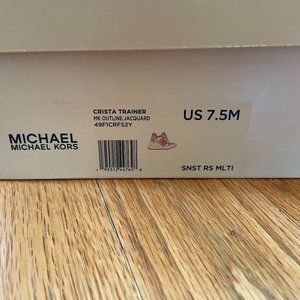 CRISTA TRAINER
MK OUTLINE JACQUARD
49F1CRFS2Y
US 7.5M
MICHAEL
MICHAEL KORS
SNST RS MLTI